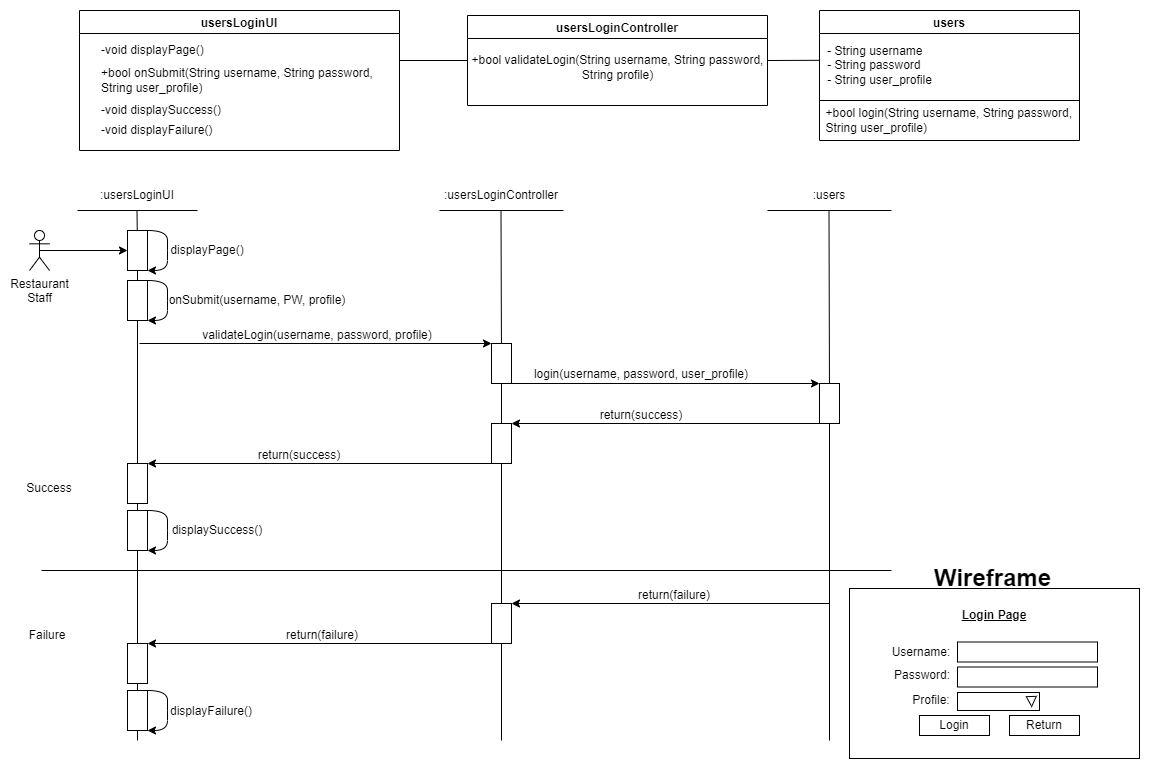 usersLoginUI
-void displayPage()
+bool onSubmit(String username, String password,
String user_profile)
-void displaySuccess()
-void displayFailure()
usersLoginController
+bool validateLogin(String username, String password,
String profile)
users
- String username
- String password
- String user_profile
+bool login(String username, String password,
String user_profile)
:usersLoginUI
:usersLoginController
:users
Restaurant
Staff
displayPage()
onSubmit(username, PW, profile)
validateLogin(username, password, profile)
login(username, password, user_profile)
return(success)
return(success)
Success
displaySuccess()
return(failure)
Failure
return(failure)
displayFailure()
Wireframe
Login Page
Username:
Password:
Profile:
Login
Return